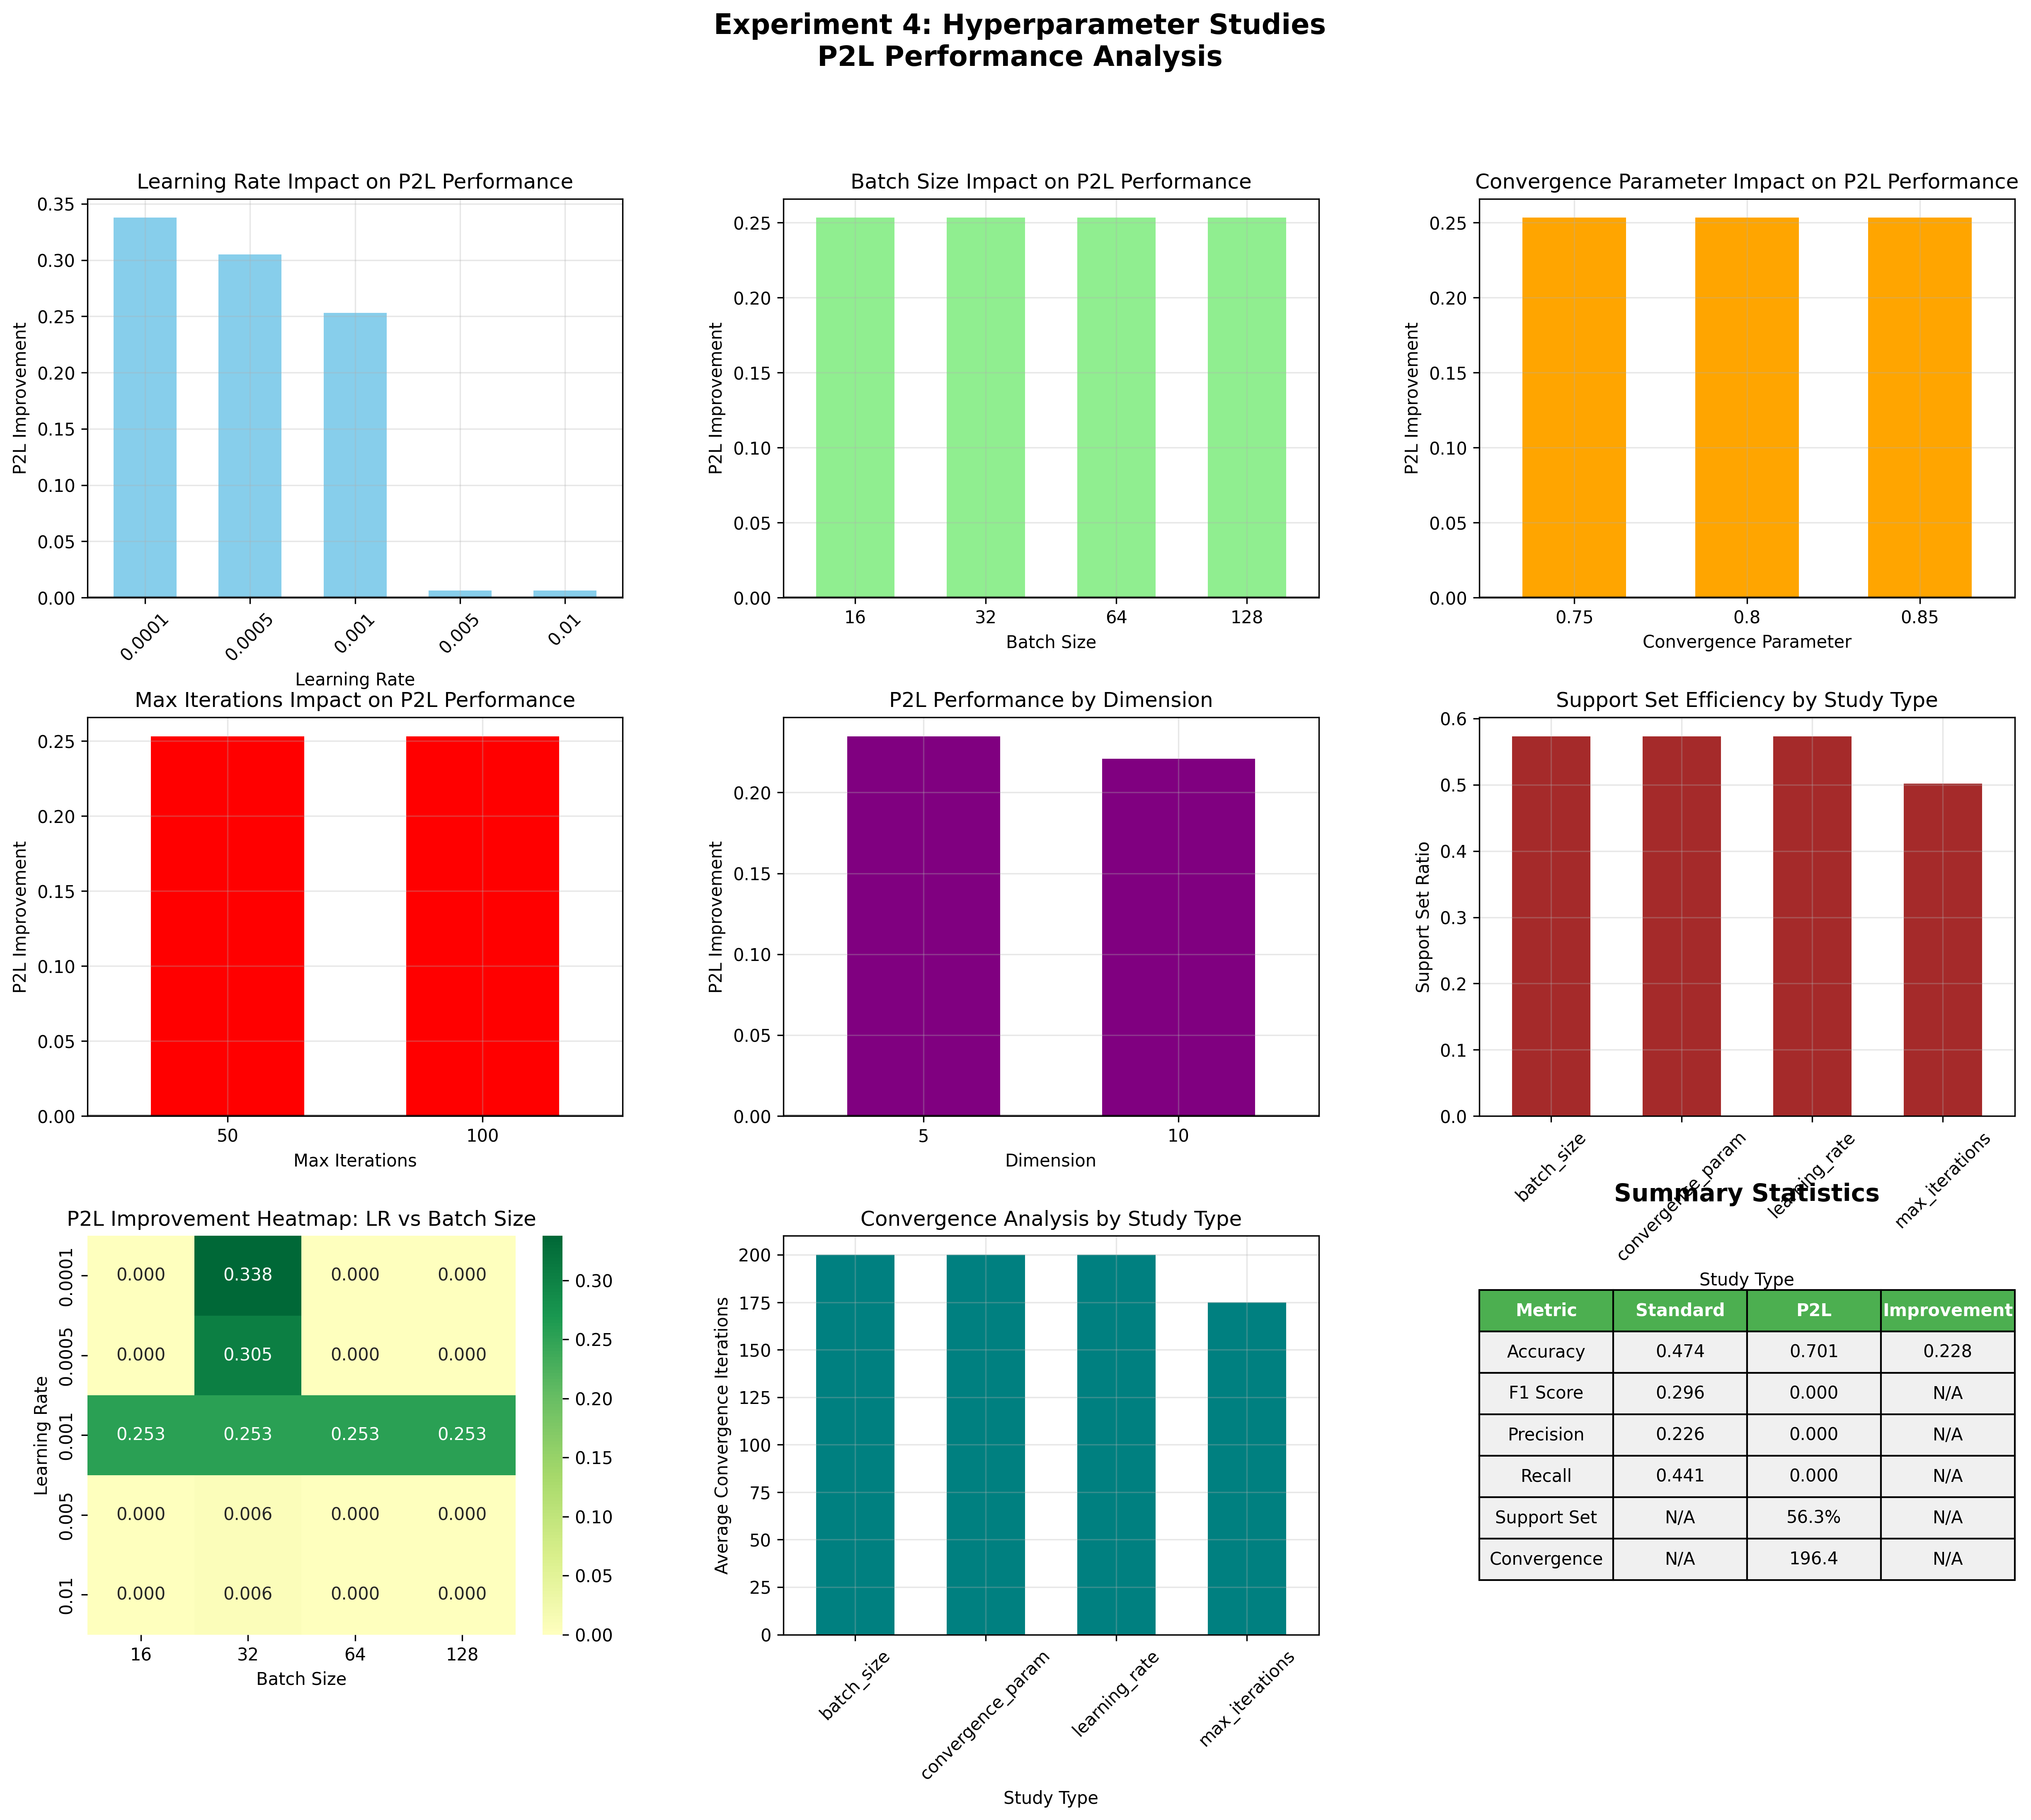 Experiment 4: Hyperparameter Studies
P2L Performance Analysis
Learning Rate Impact on P2L Performance
P2L Improvement
0.35
0.30
0.25
0.20
0.15
0.10
0.05
0.00
0.0001
0.0005
0.001
0.005
0.01
Learning Rate
Batch Size Impact on P2L Performance
P2L Improvement
0.25
0.20
0.15
0.10
0.05
0.00
16
32
64
128
Batch Size
Convergence Parameter Impact on P2L Performance
P2L Improvement
0.25
0.20
0.15
0.10
0.05
0.00
0.75
0.8
0.85
Convergence Parameter
Max Iterations Impact on P2L Performance
P2L Improvement
0.25
0.20
0.15
0.10
0.05
0.00
50
100
Max Iterations
P2L Performance by Dimension
P2L Improvement
0.20
0.15
0.10
0.05
0.00
5
10
Dimension
Support Set Efficiency by Study Type
Support Set Ratio
0.6
0.5
0.4
0.3
0.2
0.1
0.0
batch_size
convergence_param
learning_rate
max_iterations
Study Type
P2L Improvement Heatmap: LR vs Batch Size
Learning Rate
0.0001
0.000 0.338 0.000 0.000
0.0005
0.000 0.305 0.000 0.000
0.001
0.253 0.253 0.253 0.253
0.005
0.000 0.006 0.000 0.000
0.01
0.000 0.006 0.000 0.000
16
32
64
128
Batch Size
0.30
0.25
0.20
0.15
0.10
0.05
0.00
Convergence Analysis by Study Type
Average Convergence Iterations
200
175
150
125
100
75
50
25
0
batch_size
convergence_param
learning_rate
max_iterations
Study Type
Summary Statistics
Metric Standard P2L Improvement
Accuracy 0.474 0.701 0.228
F1 Score 0.296 0.000 N/A
Precision 0.226 0.000 N/A
Recall 0.441 0.000 N/A
Support Set N/A 56.3% N/A
Convergence N/A 196.4 N/A